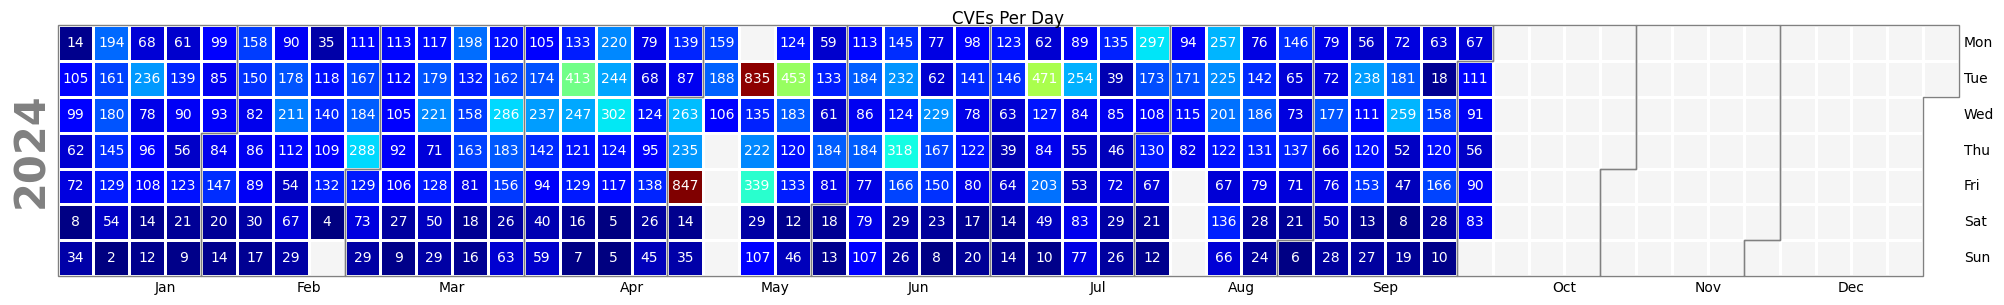 CVEs Per Day
2024
14 194 68 61 99 158 90 35 111 113 117 198 120 105 133 220 79 139 159 124 59 113 145 77 98 123 62 89 135 297 94 257 76 146 79 56 72 63 67 Mon
105 161 236 139 85 150 178 118 167 112 179 132 162 174 413 244 68 87 188 835 453 133 184 232 62 141 146 471 254 39 173 171 225 142 65 72 238 181 18 111 Tue
99 180 78 90 93 82 211 140 184 105 221 158 286 237 247 302 124 263 106 135 183 61 86 124 229 78 63 127 84 85 108 115 201 186 73 177 111 259 158 91 Wed
62 145 96 56 84 86 112 109 288 92 71 163 183 142 121 124 95 235 222 120 184 184 318 167 122 39 84 55 46 130 82 122 131 137 66 120 52 120 56 Thu
72 129 108 123 147 89 54 132 129 106 128 81 156 94 129 117 138 847 339 133 81 77 166 150 80 64 203 53 72 67 67 79 71 76 153 47 166 90 Fri
8 54 14 21 20 30 67 4 73 27 50 18 26 40 16 5 26 14 29 12 18 79 29 23 17 14 49 83 29 21 136 28 21 50 13 8 28 83 Sat
34 2 12 9 14 17 29 29 9 29 16 63 59 7 5 45 35 107 46 13 107 26 8 20 14 10 77 26 12 66 24 6 28 27 19 10 Sun
Jan Feb Mar Apr May Jun Jul Aug Sep Oct Nov Dec